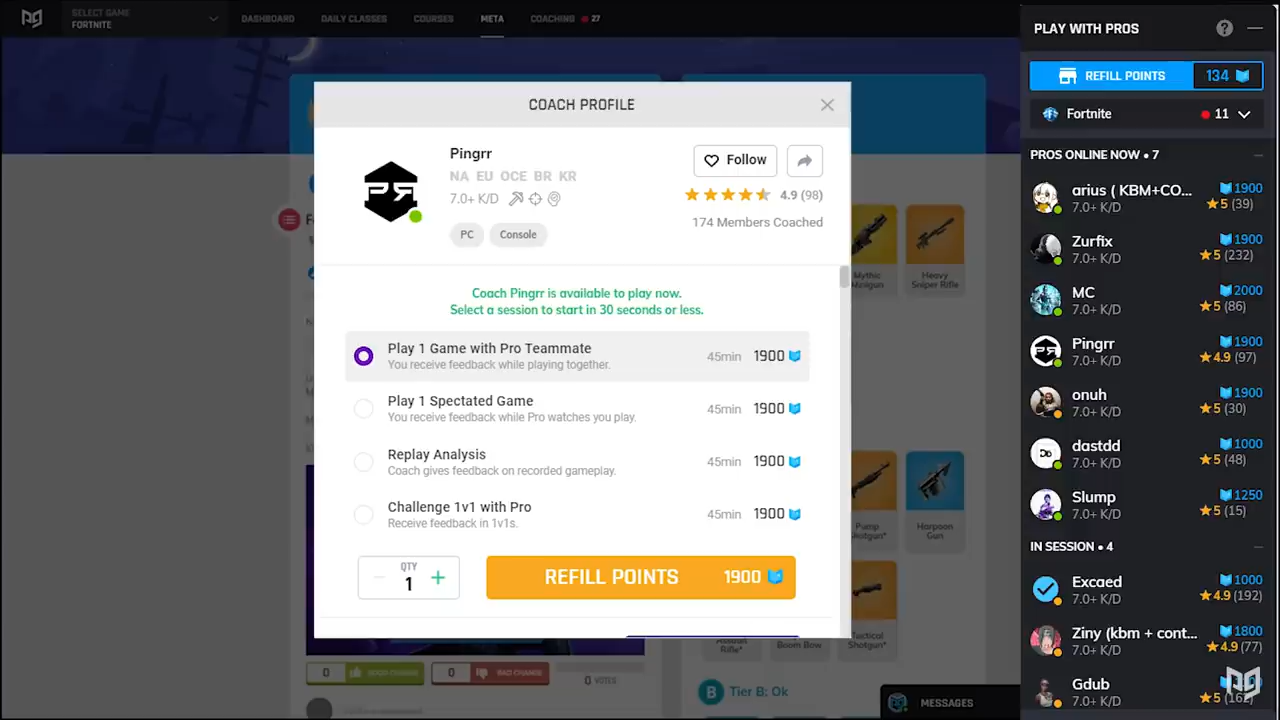 SELECT GAME
FORTNITE
DASHBOARD
DAILY CLASSES
COURSES
META
COACHING
27
COACH PROFILE
Pingrr
NA EU OCE BR KR
7.0+ K/D
PC
Console
Follow
4.9 (98)
174 Members Coached
Coach Pingrr is available to play now.
Select a session to start in 30 seconds or less.
Play 1 Game with Pro Teammate
You receive feedback while playing together.
45min 1900
Play 1 Spectated Game
You receive feedback while Pro watches you play.
45min 1900
Replay Analysis
Coach gives feedback on recorded gameplay.
45min 1900
Challenge 1v1 with Pro
Receive feedback in 1v1s.
45min 1900
QTY
1
REFILL POINTS 1900
Mythic
Minigun
Heavy
Sniper Rifle
Pump
Shotgun*
Harpoon
Gun
Assault
Rifle*
Boom Bow
Tactical
Shotgun*
0 GOOD CHANGE
0 BAD CHANGE
0 VOTES
B Tier B: Ok
MESSAGES
PLAY WITH PROS
REFILL POINTS 134
Fortnite 11
PROS ONLINE NOW • 7
arius ( KBM+CO... 1900
7.0+ K/D 5 (39)
Zurfix 1900
7.0+ K/D 5 (232)
MC 2000
7.0+ K/D 5 (86)
Pingrr 1900
7.0+ K/D 4.9 (97)
onuh 1900
7.0+ K/D 5 (30)
dastdd 1000
7.0+ K/D 5 (48)
Slump 1250
7.0+ K/D 5 (15)
IN SESSION • 4
Excaed 1000
7.0+ K/D 4.9 (192)
Ziny (kbm + cont... 1800
7.0+ K/D 4.9 (77)
Gdub
7.0+ K/D 5